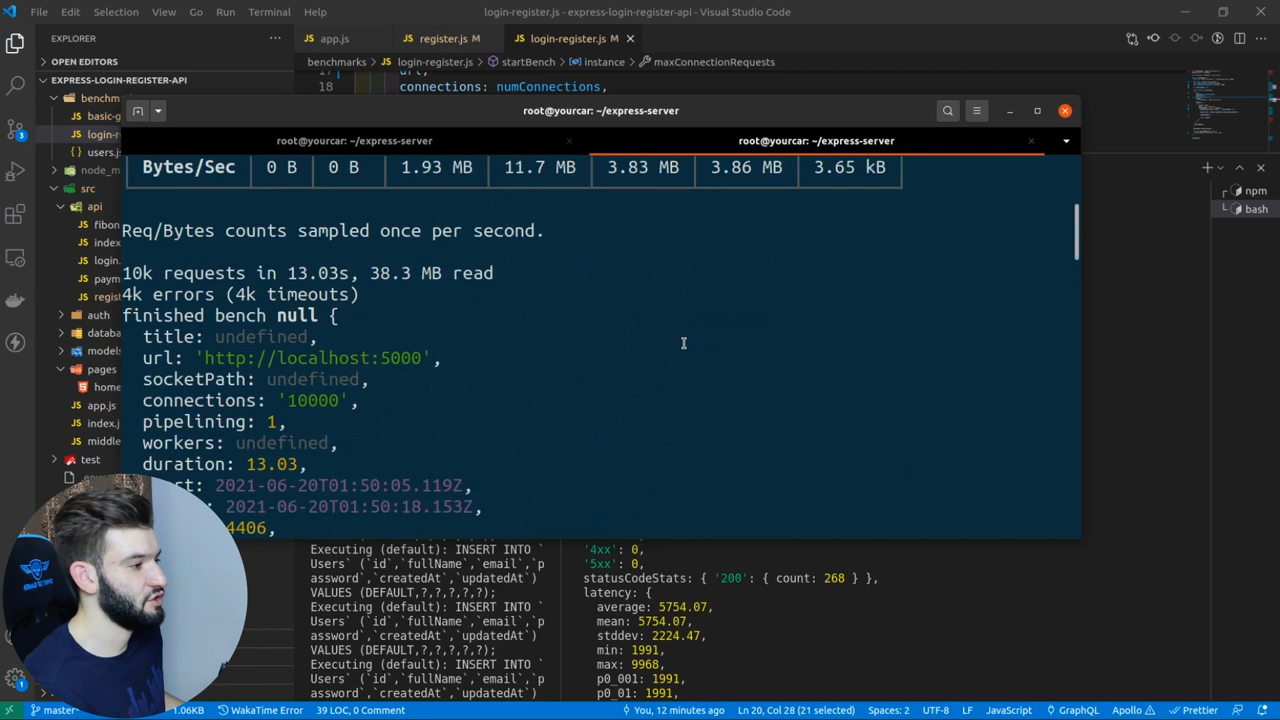 File Edit Selection View Go Run Terminal Help
login-register.js - express-login-register-api - Visual Studio Code
EXPLORER
OPEN EDITORS
EXPRESS-LOGIN-REGISTER-API
benchm
basic-g
login-r
users.j
node_m
src
api
fibon
index
login.
paym
regist
auth
databa
models
pages
home
app.js
index.j
middle
test
JS app.js
JS register.js M
JS login-register.js M
benchmarks > JS login-register.js > startBench > instance > maxConnectionRequests
17 url,
18 connections: numConnections,
root@yourcar: ~/express-server
root@yourcar: ~/express-server
root@yourcar: ~/express-server
Bytes/Sec 0 B 0 B 1.93 MB 11.7 MB 3.83 MB 3.86 MB 3.65 kB
Req/Bytes counts sampled once per second.
10k requests in 13.03s, 38.3 MB read
4k errors (4k timeouts)
finished bench null {
title: undefined,
url: 'http://localhost:5000',
socketPath: undefined,
connections: '10000',
pipelining: 1,
workers: undefined,
duration: 13.03,
rt: 2021-06-20T01:50:05.119Z,
2021-06-20T01:50:18.153Z,
4406,
npm
bash
Executing (default): INSERT INTO `
Users` (`id`,`fullName`,`email`,`p
assword`,`createdAt`,`updatedAt`)
VALUES (DEFAULT,?,?,?,?,?);
Executing (default): INSERT INTO `
Users` (`id`,`fullName`,`email`,`p
assword`,`createdAt`,`updatedAt`)
VALUES (DEFAULT,?,?,?,?,?);
Executing (default): INSERT INTO `
Users` (`id`,`fullName`,`email`,`p
assword`,`createdAt`,`updatedAt`)
'4xx': 0,
'5xx': 0,
statusCodeStats: { '200': { count: 268 } },
latency: {
average: 5754.07,
mean: 5754.07,
stddev: 2224.47,
min: 1991,
max: 9968,
p0_001: 1991,
p0_01: 1991,
master 1.06KB WakaTime Error 39 LOC, 0 Comment You, 12 minutes ago Ln 20, Col 28 (21 selected) Spaces: 2 UTF-8 LF JavaScript GraphQL Apollo Prettier